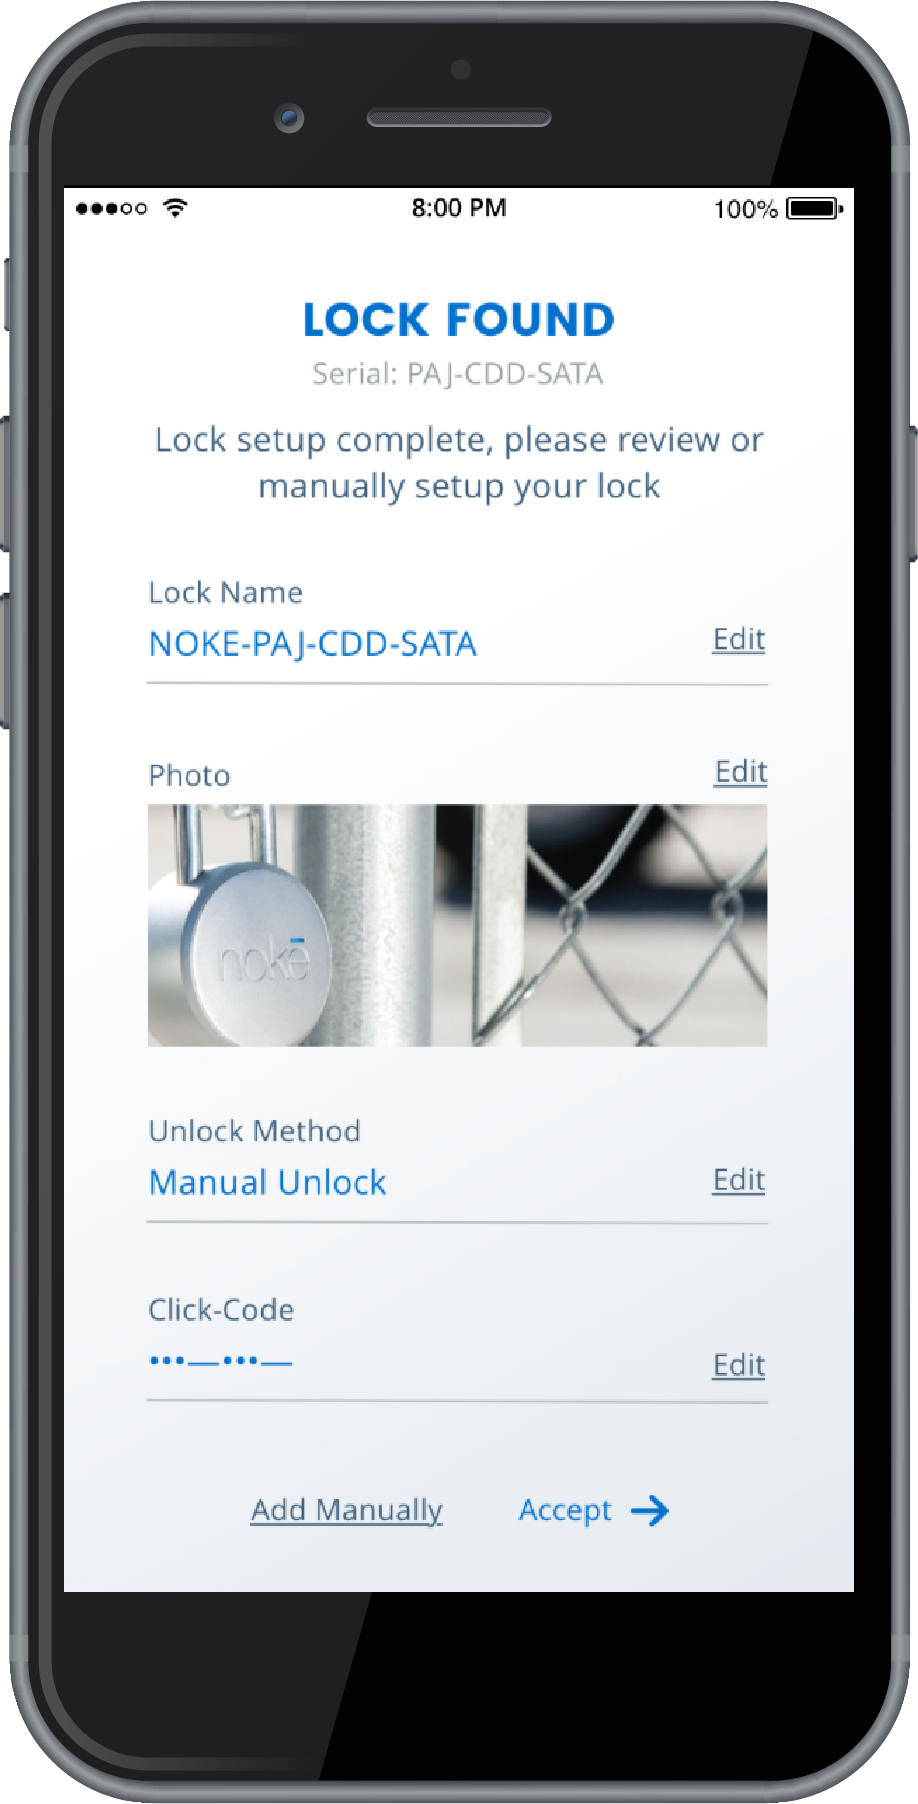 8:00 PM 100%
LOCK FOUND
Serial: PAJ-CDD-SATA
Lock setup complete, please review or
manually setup your lock
Lock Name
NOKE-PAJ-CDD-SATA Edit
Photo Edit
nokē
Unlock Method
Manual Unlock Edit
Click-Code
•••—•••— Edit
Add Manually Accept →